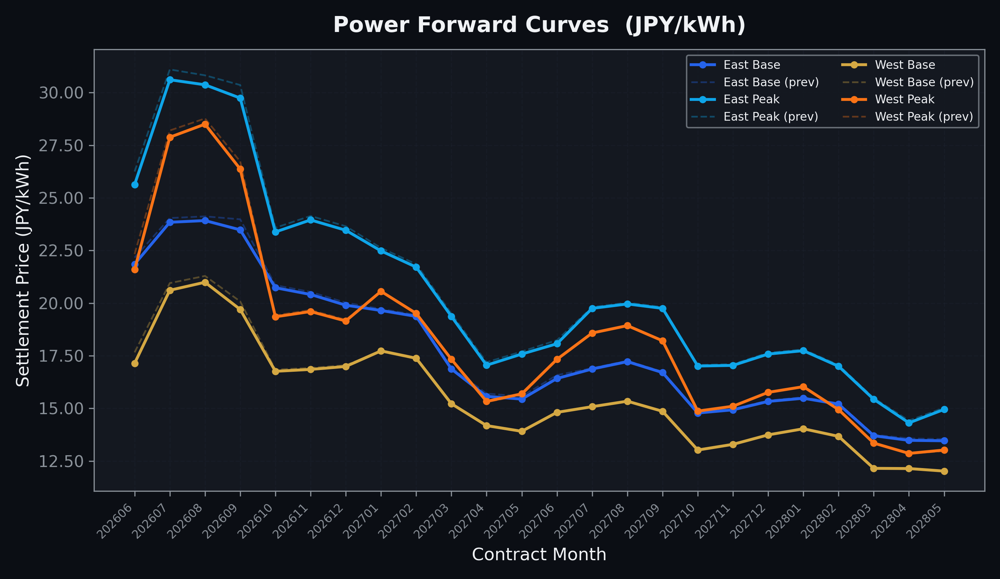 Power Forward Curves  (JPY/kWh)
East Base
East Base (prev)
East Peak
East Peak (prev)
West Base
West Base (prev)
West Peak
West Peak (prev)
Settlement Price (JPY/kWh)
30.00
27.50
25.00
22.50
20.00
17.50
15.00
12.50
202606
202607
202608
202609
202610
202611
202612
202701
202702
202703
202704
202705
202706
202707
202708
202709
202710
202711
202712
202801
202802
202803
202804
202805
Contract Month